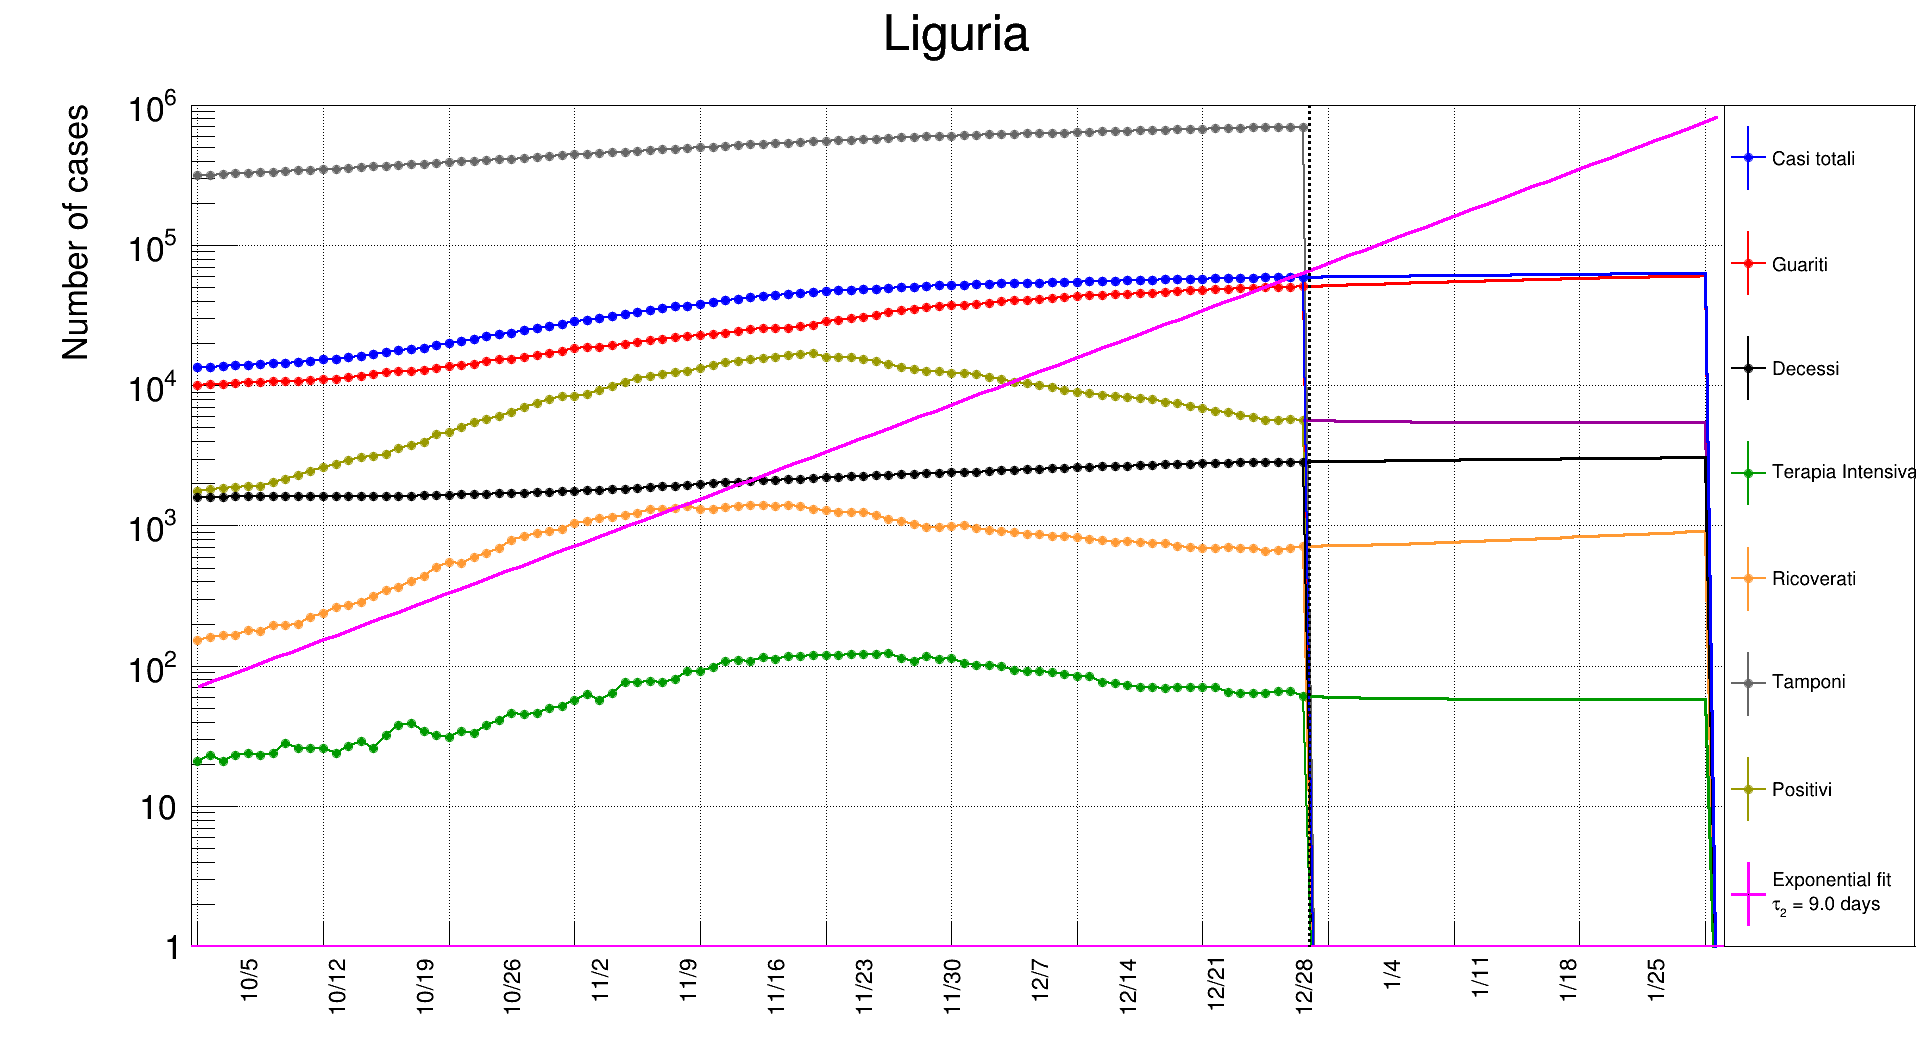 Liguria
Number of cases
10^6
10^5
10^4
10^3
10^2
10
1
10/5
10/12
10/19
10/26
11/2
11/9
11/16
11/23
11/30
12/7
12/14
12/21
12/28
1/4
1/11
1/18
1/25
Casi totali
Guariti
Decessi
Terapia Intensiva
Ricoverati
Tamponi
Positivi
Exponential fit
τ₂ = 9.0 days